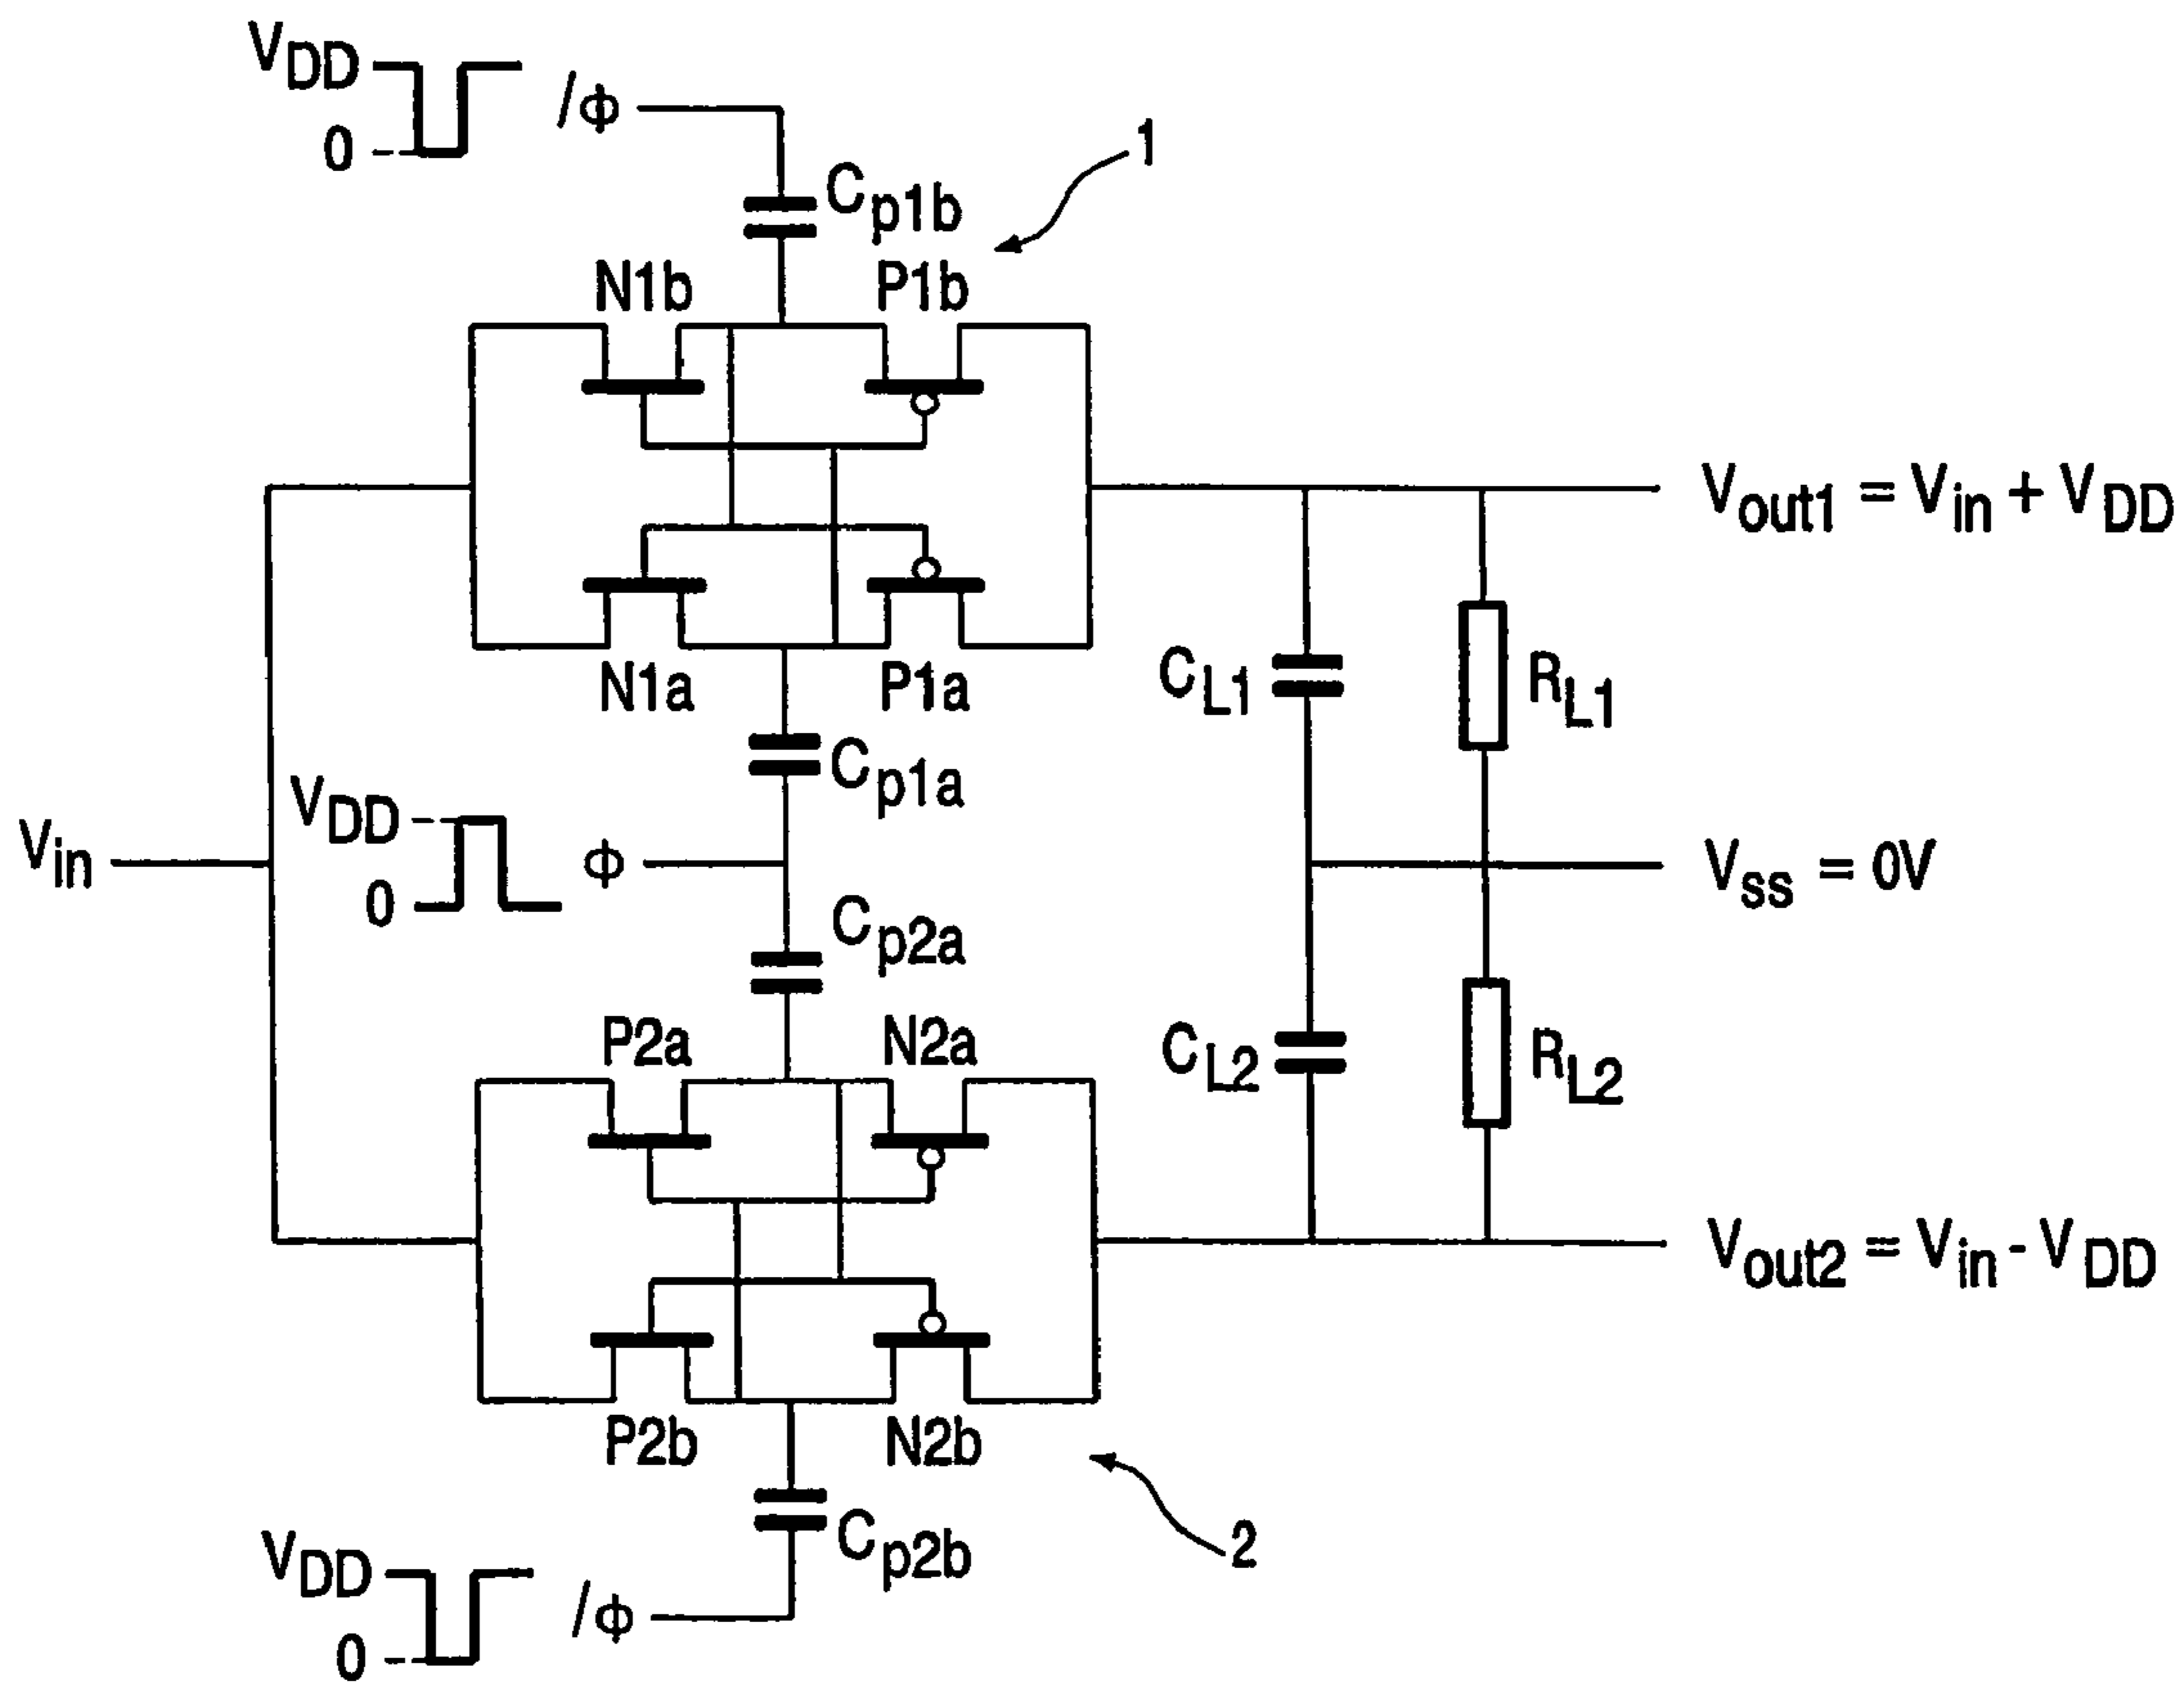 VDD
0
/Φ
Cp1b
1
N1b
P1b
Vout1 = Vin + VDD
N1a
P1a
CL1
RL1
Cp1a
VDD
0
Vin
Φ
Vss = 0V
Cp2a
P2a
N2a
CL2
RL2
Vout2 = Vin - VDD
P2b
N2b
Cp2b
2
VDD
0
/Φ